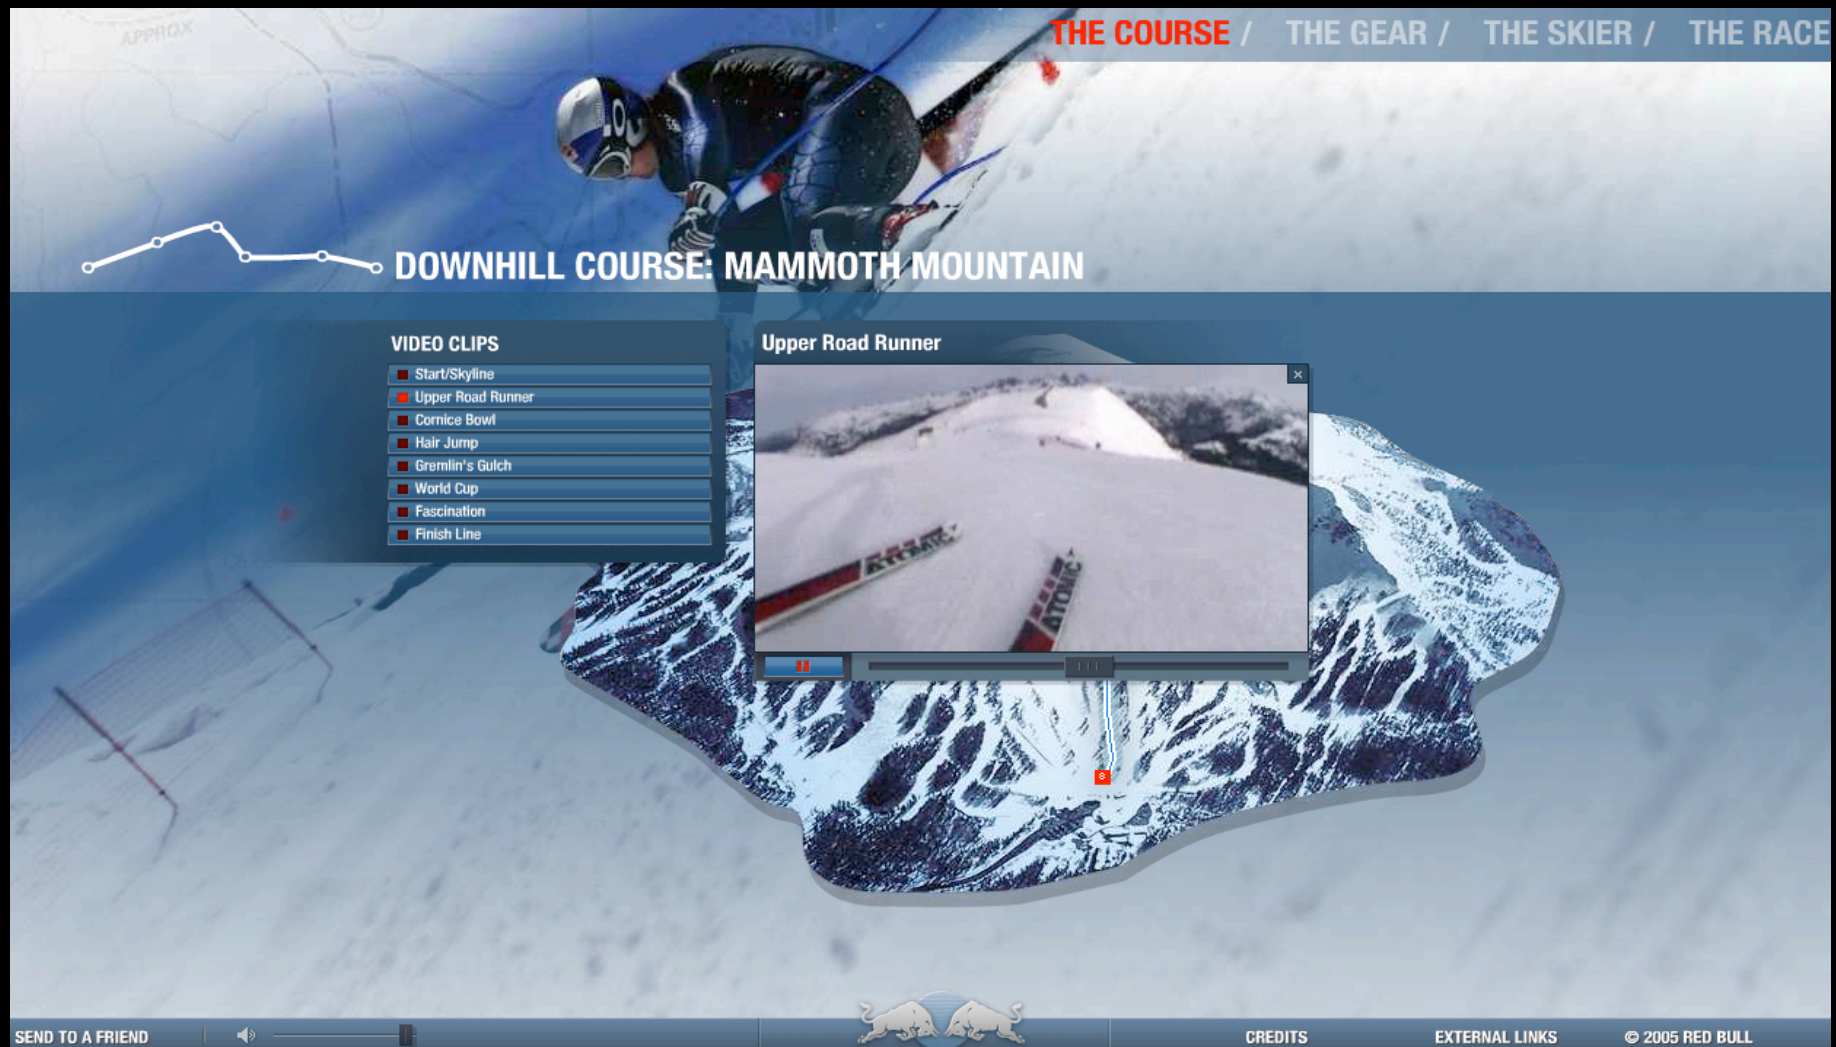 APPROX
THE COURSE / THE GEAR / THE SKIER / THE RACE
DOWNHILL COURSE: MAMMOTH MOUNTAIN
VIDEO CLIPS
Start/Skyline
Upper Road Runner
Cornice Bowl
Hair Jump
Gremlin's Gulch
World Cup
Fascination
Finish Line
Upper Road Runner
ATOMIC
ATOMIC
8
SEND TO A FRIEND
CREDITS
EXTERNAL LINKS
© 2005 RED BULL